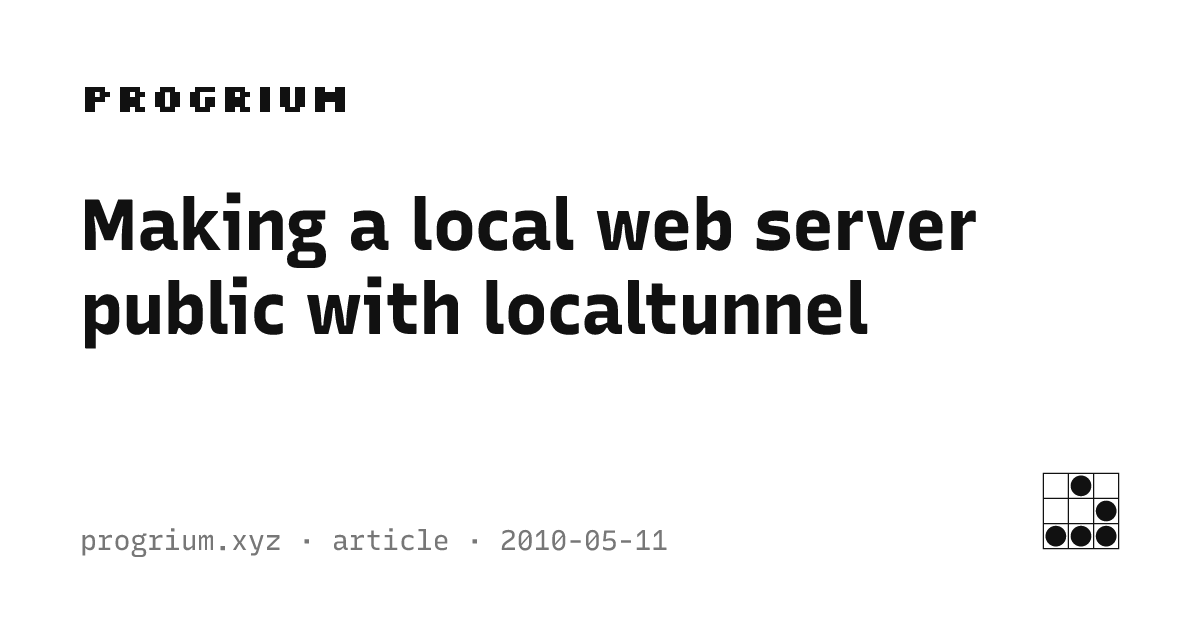 PROGRIUM
Making a local web server
public with localtunnel
progrium.xyz · article · 2010-05-11